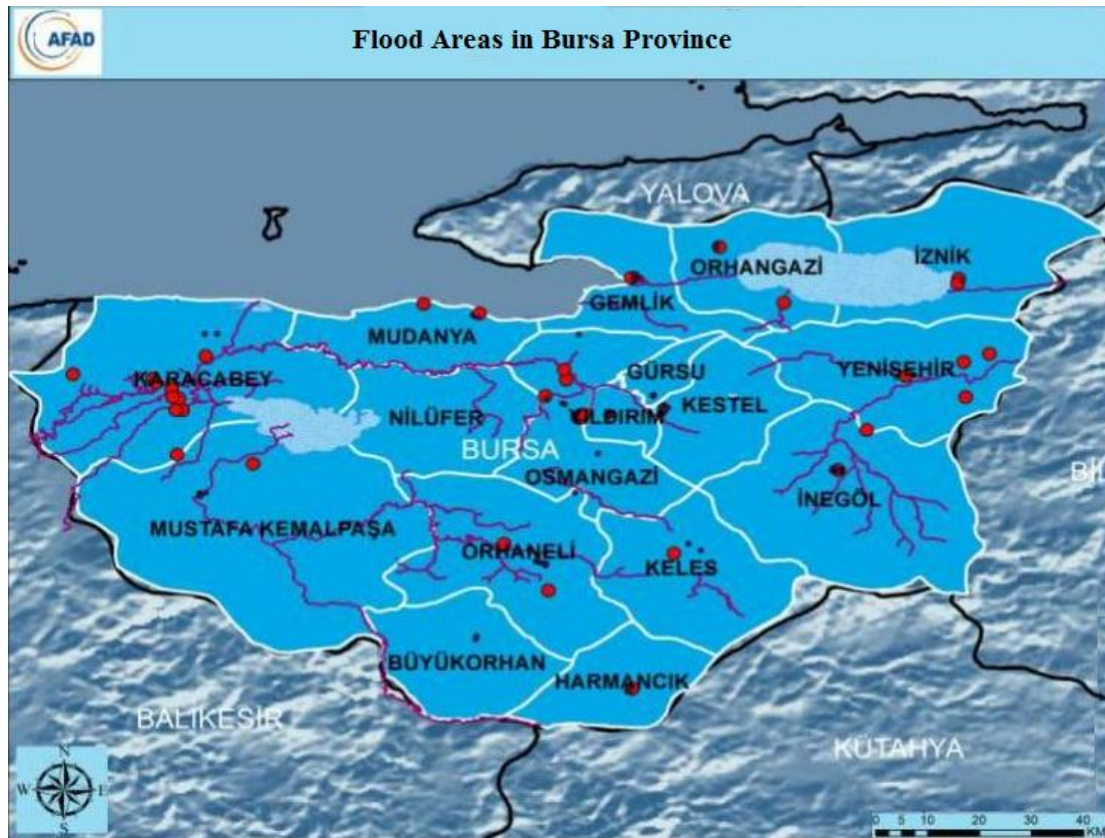 AFAD
Flood Areas in Bursa Province
YALOVA
ORHANGAZİ
İZNİK
GEMLİK
MUDANYA
KARACABEY
GÜRSU
YENİŞEHİR
NİLÜFER
YILDIRIM
KESTEL
BURSA
OSMANGAZİ
İNEGÖL
Bİ
MUSTAFA KEMALPAŞA
ORHANELİ
KELES
BÜYÜKORHAN
HARMANCIK
BALIKESİR
KÜTAHYA
N
W
E
S
0 5 10 20 30 40
KM